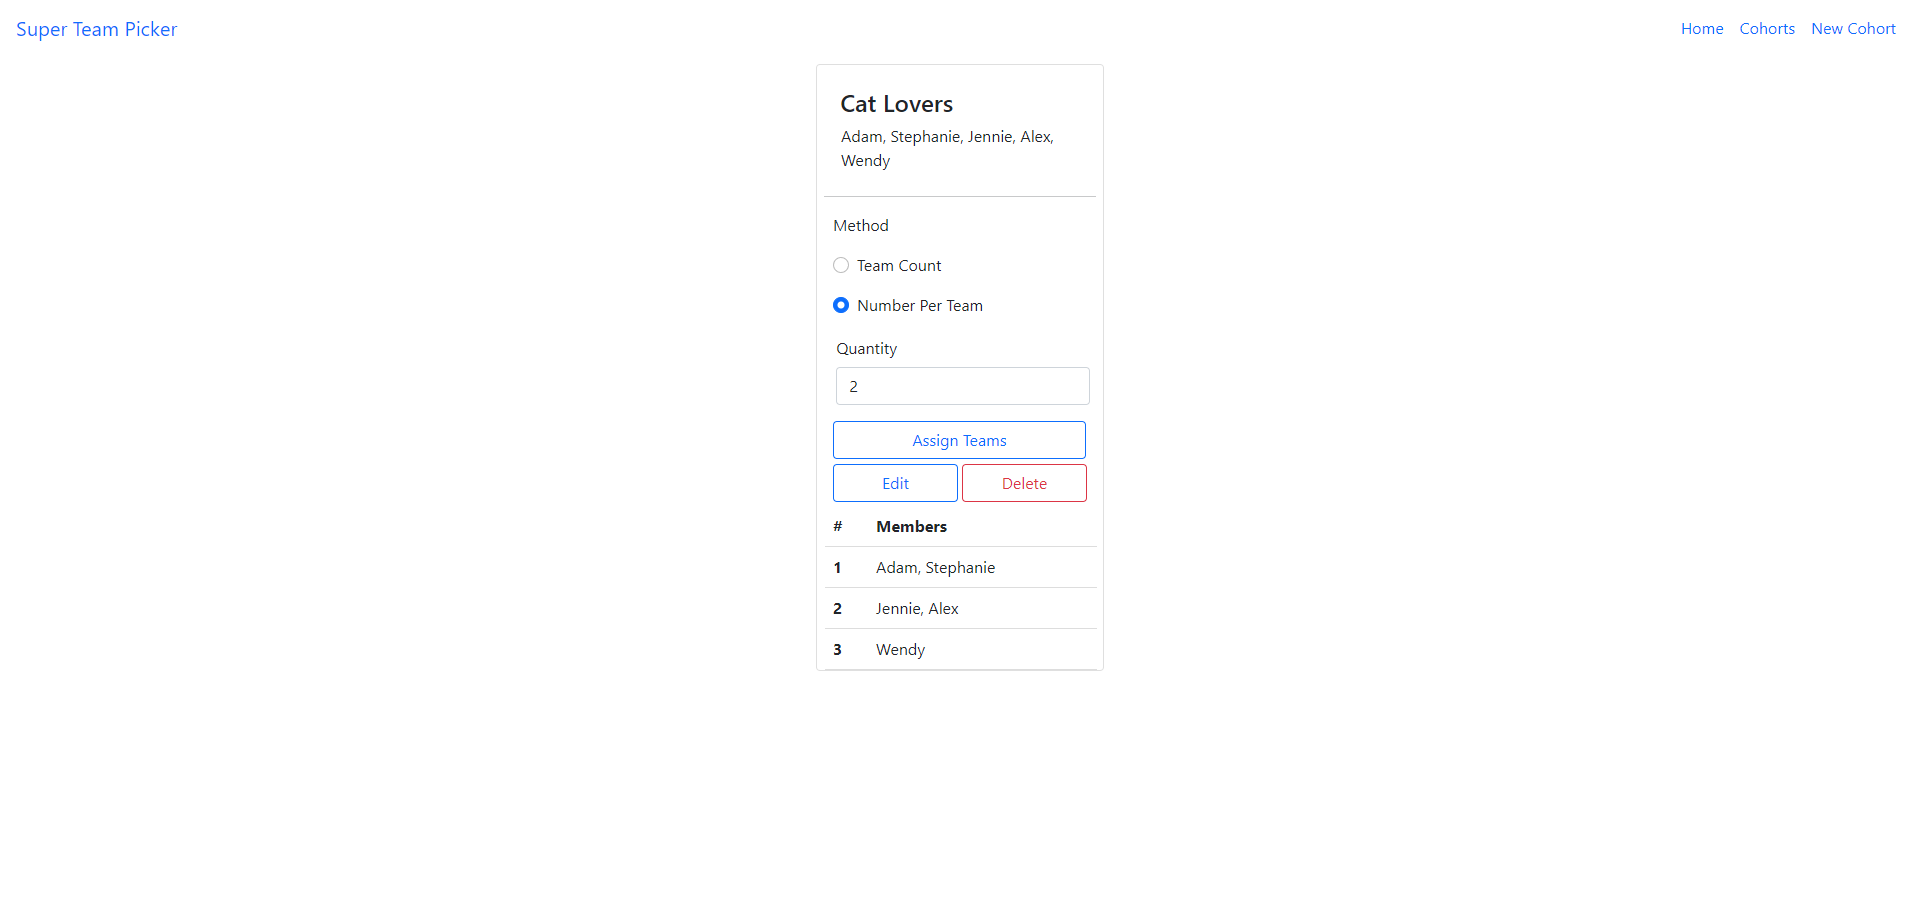 Super Team Picker Home Cohorts New Cohort
Cat Lovers
Adam, Stephanie, Jennie, Alex,
Wendy
Method
Team Count
Number Per Team
Quantity
2
Assign Teams
Edit Delete
# Members
1 Adam, Stephanie
2 Jennie, Alex
3 Wendy